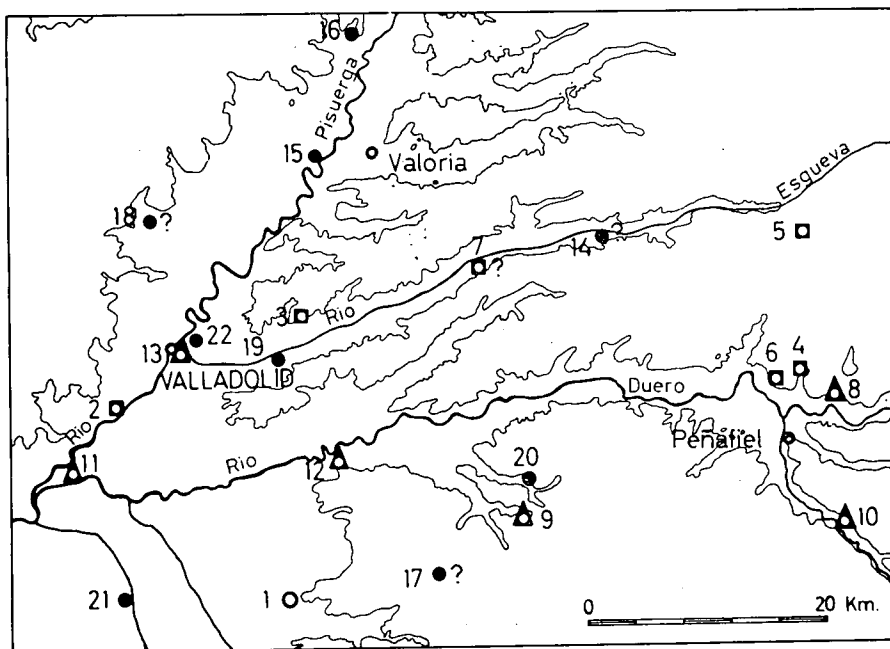 16
Pisuerga
15
Valoria
Esqueva
18 ?
14 ?
5
7 ?
3
Rio
22
13
19
VALLADOLID
6
4
8
Duero
2
Rio
Peñafiel
11
12
Rio
20
9
10
17 ?
21
1
0 20 Km.